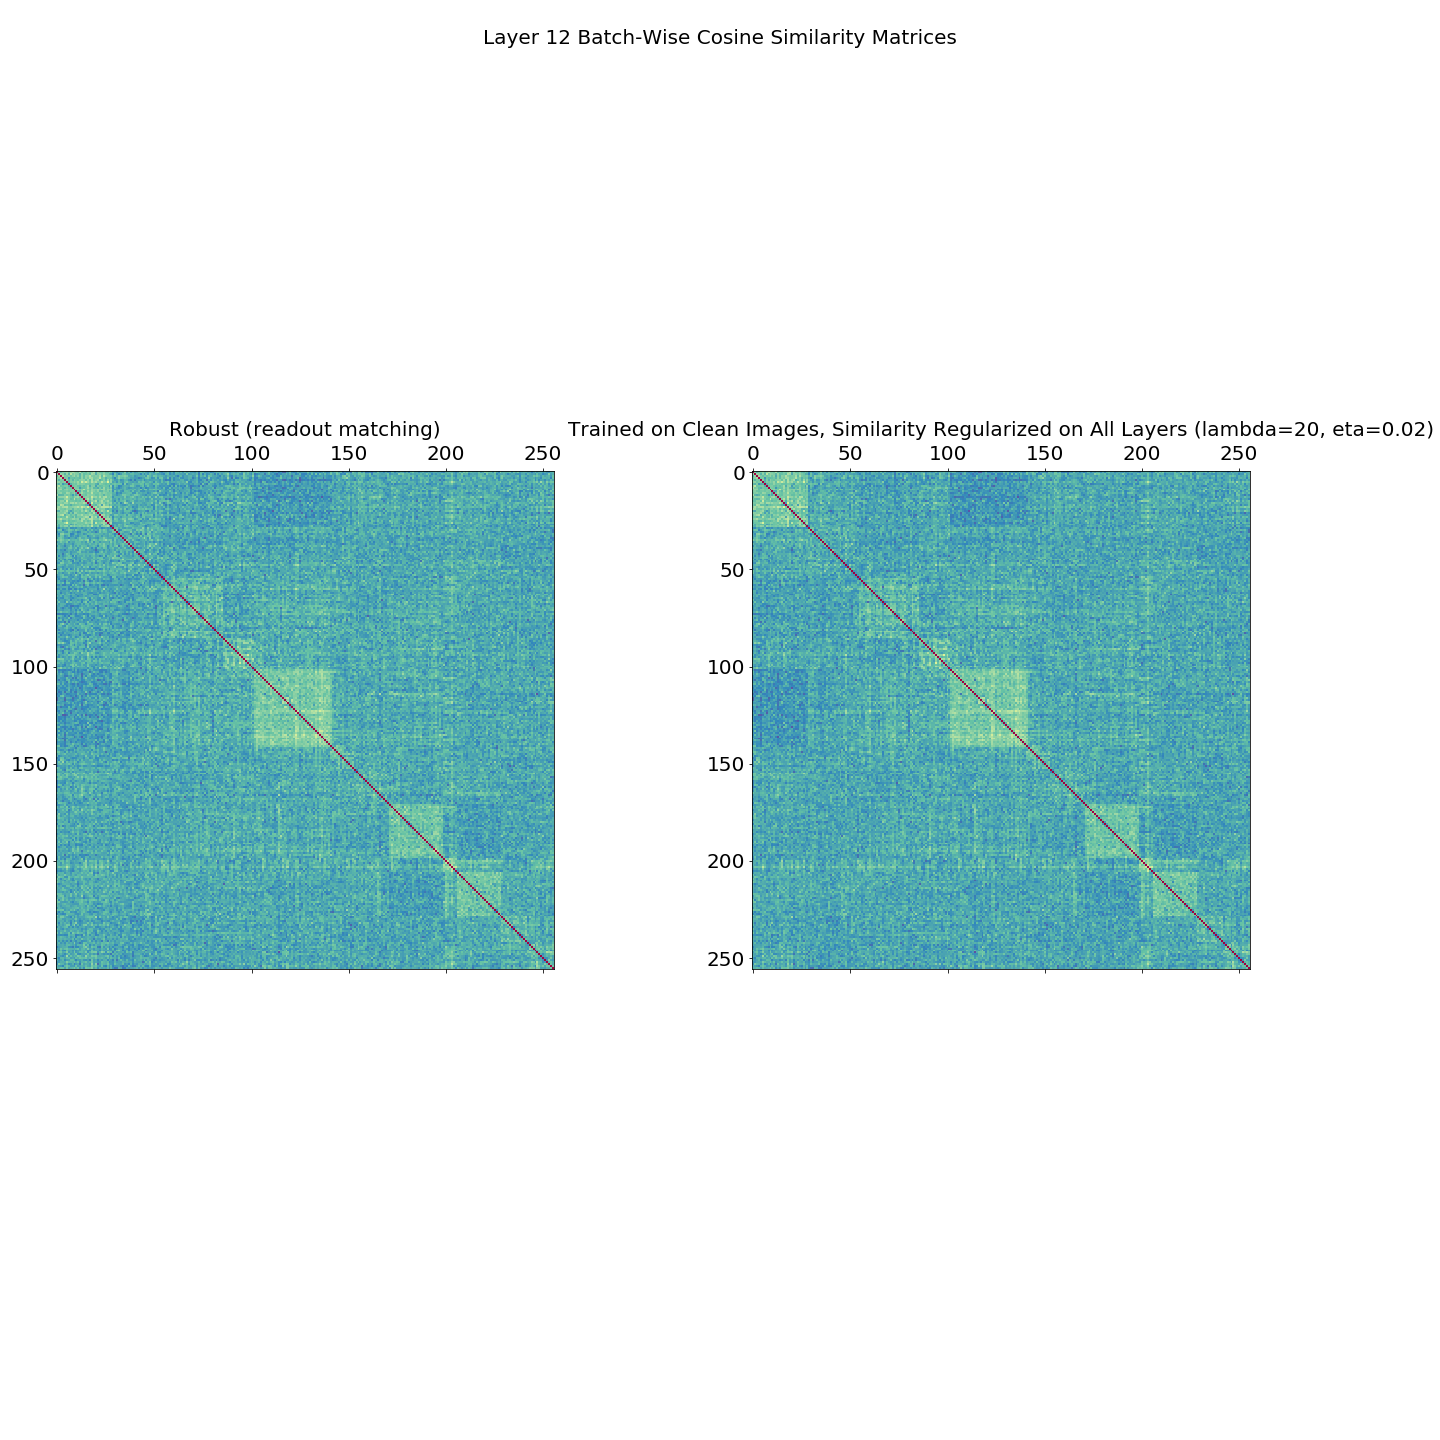 Layer 12 Batch-Wise Cosine Similarity Matrices
Robust (readout matching)
0 50 100 150 200 250
0
50
100
150
200
250
Trained on Clean Images, Similarity Regularized on All Layers (lambda=20, eta=0.02)
0 50 100 150 200 250
0
50
100
150
200
250